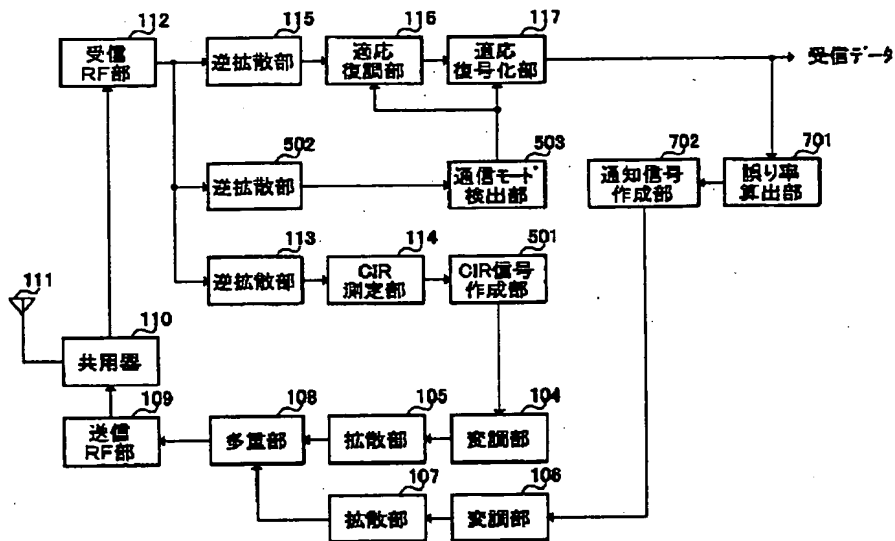 112
受信
RF部
115
逆拡散部
116
適応
復調部
117
適応
復号化部
受信データ
502
逆拡散部
503
通信モード
検出部
702
通知信号
作成部
701
誤り率
算出部
113
逆拡散部
114
CIR
測定部
501
CIR信号
作成部
111
110
共用器
109
送信
RF部
108
多重部
105
拡散部
104
変調部
107
拡散部
106
変調部